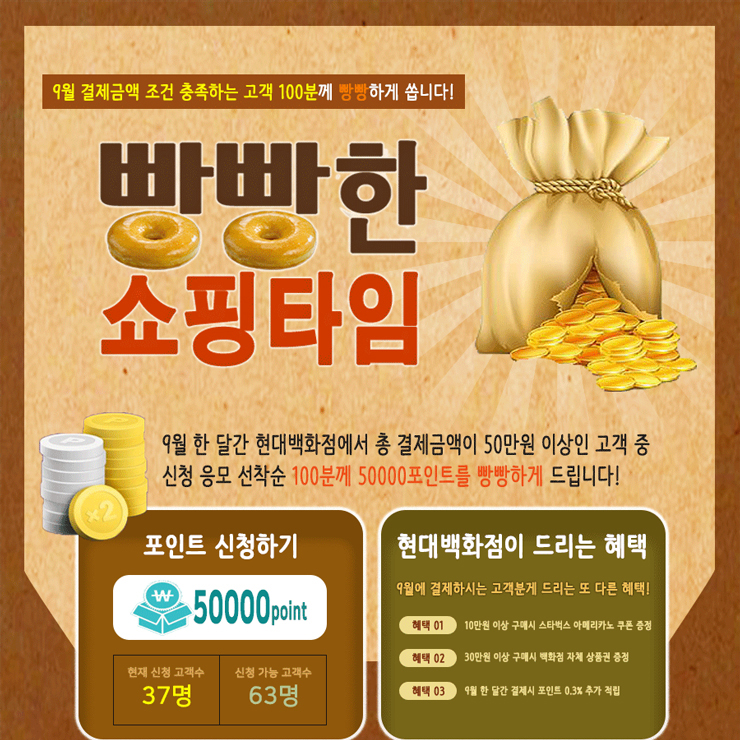 9월 결제금액 조건 충족하는 고객 100분께 빵빵하게 쏩니다!
빵빵한
쇼핑타임
9월 한 달간 현대백화점에서 총 결제금액이 50만원 이상인 고객 중
신청 응모 선착순 100분께 50000포인트를 빵빵하게 드립니다!
P
×2
포인트 신청하기
₩ 50000point
현재 신청 고객수
37명
신청 가능 고객수
63명
현대백화점이 드리는 혜택
9월에 결제하시는 고객분게 드리는 또 다른 혜택!
혜택 01 10만원 이상 구매시 스타벅스 아메리카노 쿠폰 증정
혜택 02 30만원 이상 구매시 백화점 자체 상품권 증정
혜택 03 9월 한 달간 결제시 포인트 0.3% 추가 적립